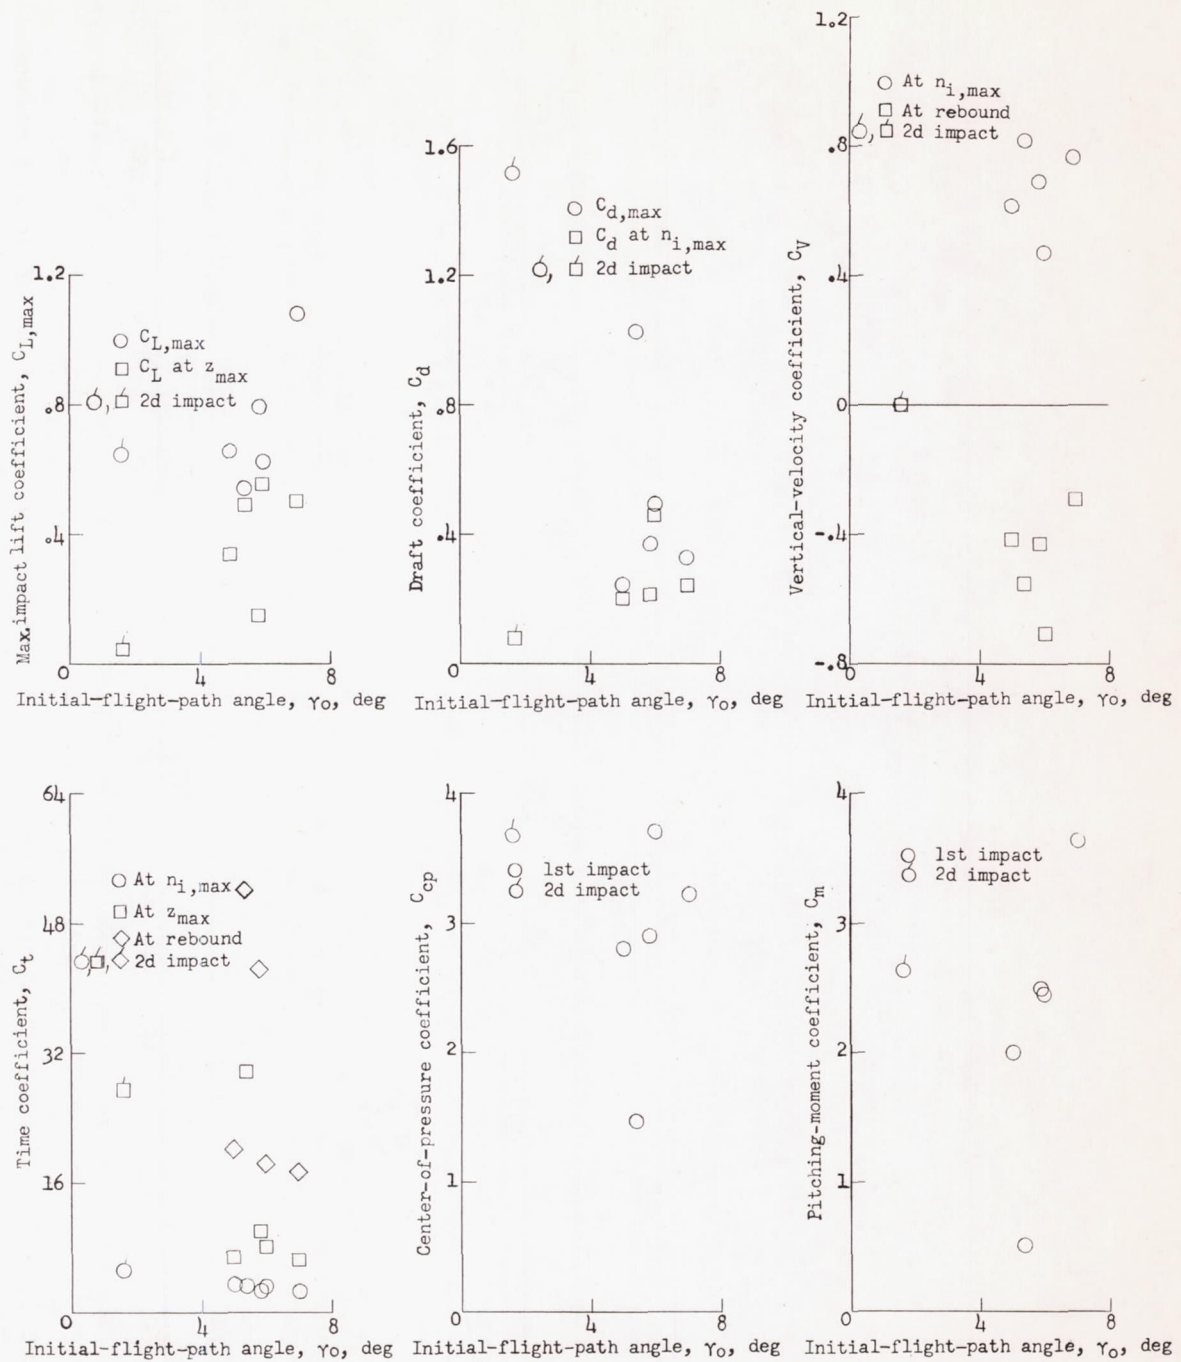 1.2
.8
.4
0
4
8
Max. impact lift coefficient, C_L,max
C_L,max
C_L at z_max
2d impact
Initial-flight-path angle, γ₀, deg
1.6
1.2
.8
.4
0
4
8
Draft coefficient, C_d
C_d,max
C_d at n_i,max
2d impact
Initial-flight-path angle, γ₀, deg
1.2
.8
.4
0
-.4
-.8
0
4
8
Vertical-velocity coefficient, C_V
At n_i,max
At rebound
2d impact
Initial-flight-path angle, γ₀, deg
64
48
32
16
0
4
8
Time coefficient, C_t
At n_i,max
At z_max
At rebound
2d impact
Initial-flight-path angle, γ₀, deg
4
3
2
1
0
4
8
Center-of-pressure coefficient, C_cp
1st impact
2d impact
Initial-flight-path angle, γ₀, deg
4
3
2
1
0
4
8
Pitching-moment coefficient, C_m
1st impact
2d impact
Initial-flight-path angle, γ₀, deg